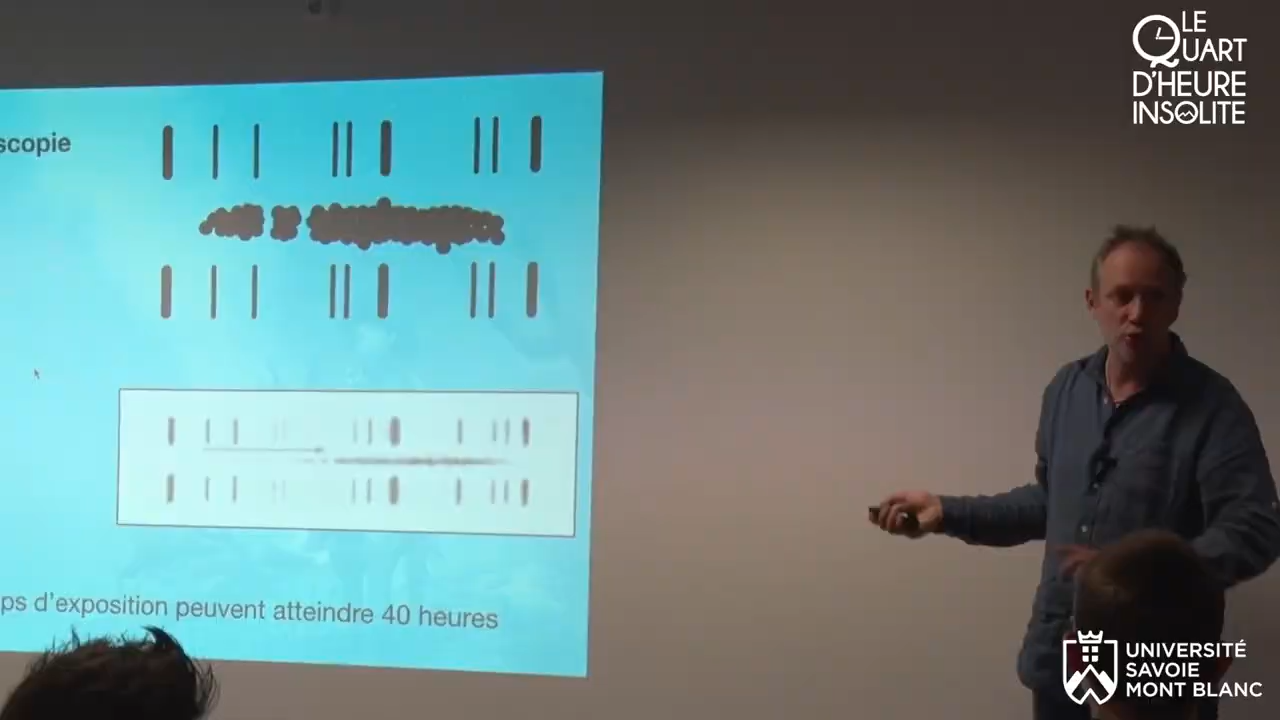 LE
QUART
D'HEURE
INSOLITE
scopie
ps d'exposition peuvent atteindre 40 heures
UNIVERSITÉ
SAVOIE
MONT BLANC